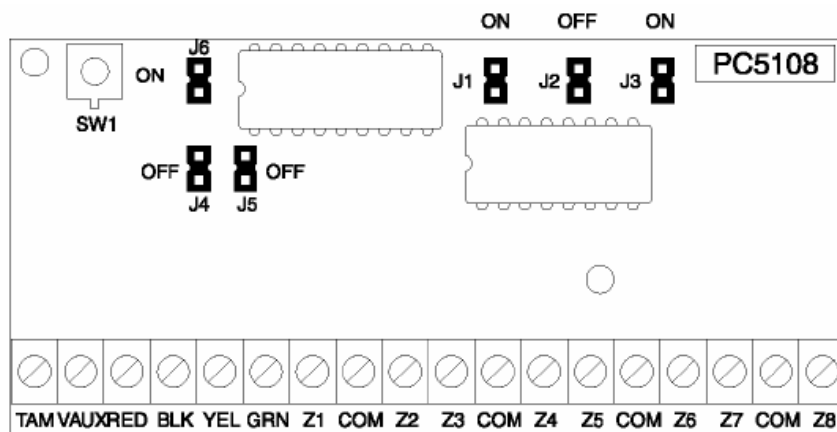 ON OFF ON
J6
ON
J1
J2
J3
PC5108
SW1
OFF
OFF
J4
J5
TAM VAUX RED BLK YEL GRN Z1 COM Z2 Z3 COM Z4 Z5 COM Z6 Z7 COM Z8